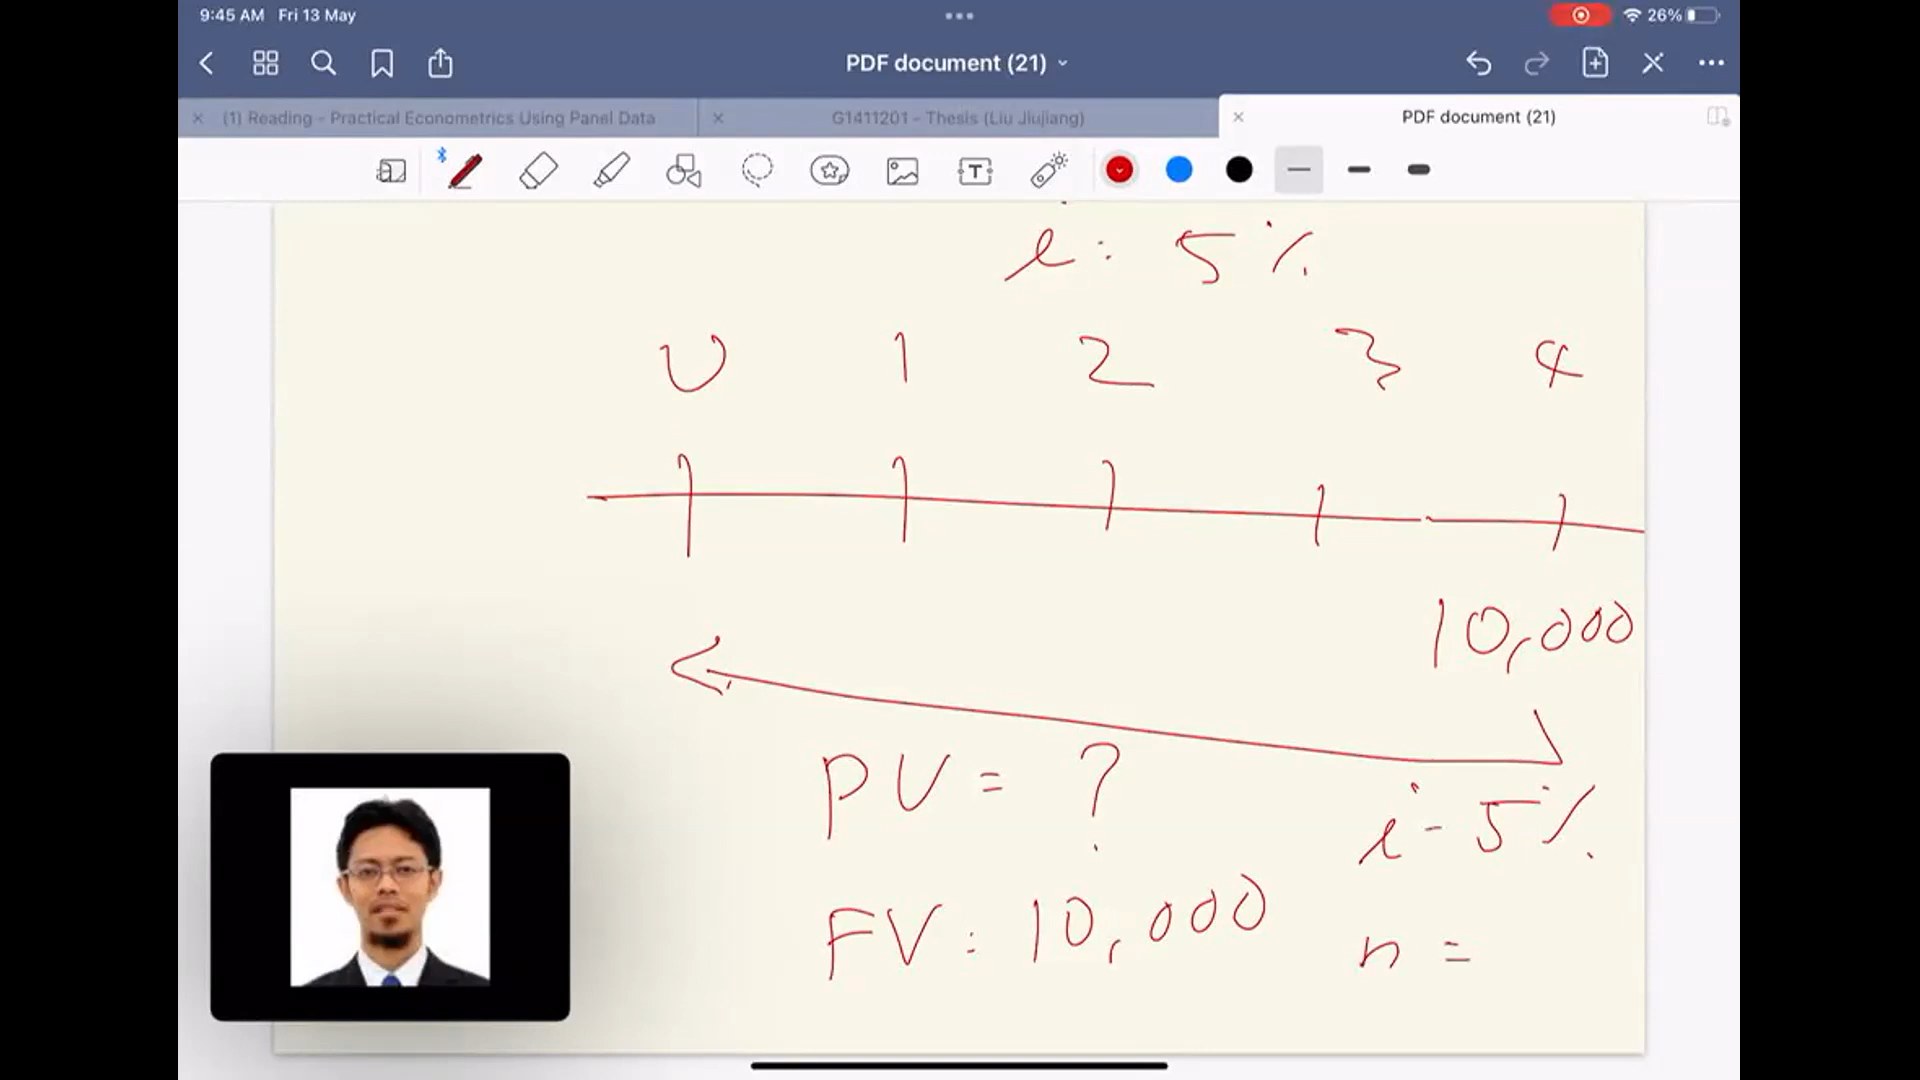 9:45 AM Fri 13 May
26%
PDF document (21)
(1) Reading - Practical Econometrics Using Panel Data
G1411201 - Thesis (Liu Jiujiang)
PDF document (21)
T
i: 5%
0 1 2 3 4
10,000
PV = ?
i = 5%
FV: 10,000
n =